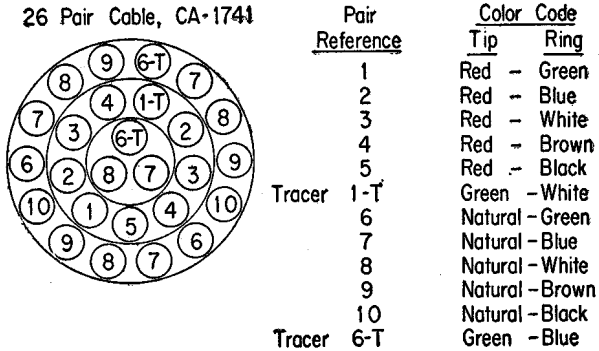 26 Pair Cable, CA-1741
Pair Reference
Color Code
Tip Ring
1 Red - Green
2 Red - Blue
3 Red - White
4 Red - Brown
5 Red - Black
Tracer 1-T Green - White
6 Natural - Green
7 Natural - Blue
8 Natural - White
9 Natural - Brown
10 Natural - Black
Tracer 6-T Green - Blue
9 6-T
8 7
4 1-T
7 8
3 6-T 2
6 9
2 8 7 3
10 10
1 5 4
9 6
8 7